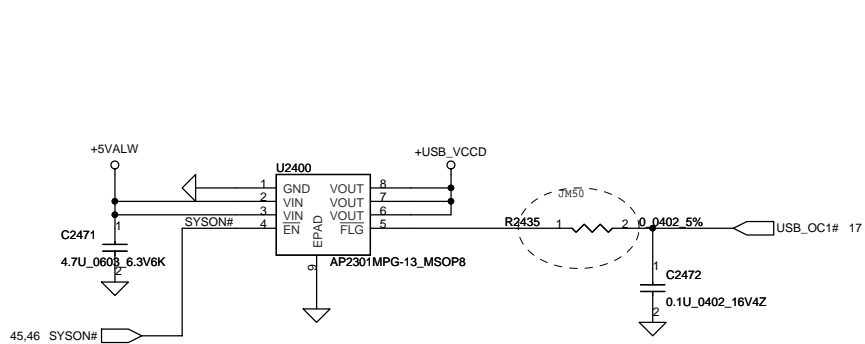 +5VALW
+USB_VCCD
U2400
JM50
1 GND VOUT 8
2 VIN VOUT 7
3 VIN VOUT 6
SYSON# 4 EN FLG 5
EPAD
9
AP2301MPG-13_MSOP8
R2435 1 2 0_0402_5%
USB_OC1# 17
1
C2471
4.7U_0603_6.3V6K
2
1
C2472
0.1U_0402_16V4Z
2
45,46 SYSON#